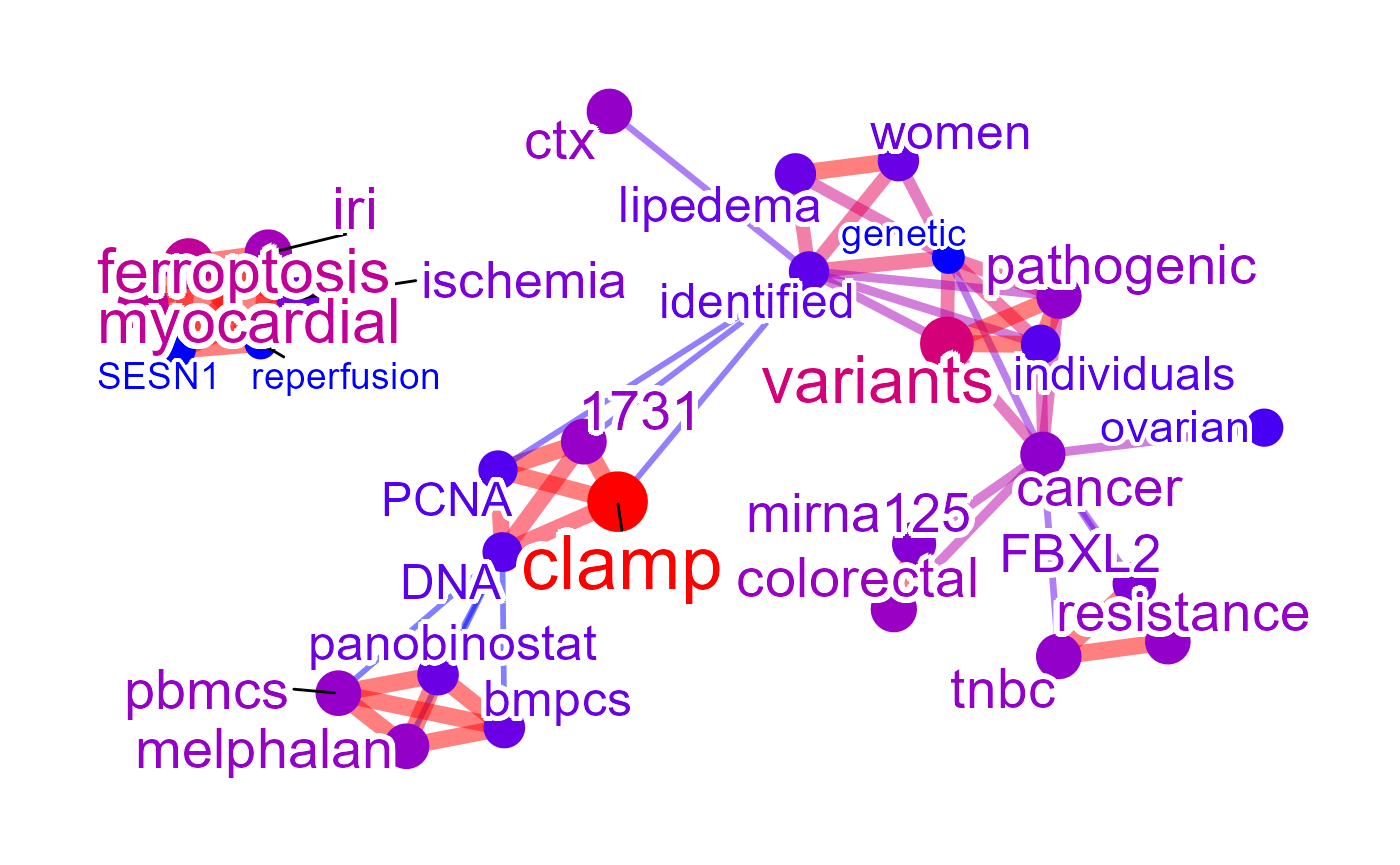 ctx
women
lipedema
iri
genetic
ferroptosis
ischemia
pathogenic
identified
myocardial
SESN1
reperfusion
variants
individuals
1731
ovarian
PCNA
cancer
mirna125
clamp
FBXL2
DNA
colorectal
resistance
panobinostat
pbmcs
bmpcs
tnbc
melphalan